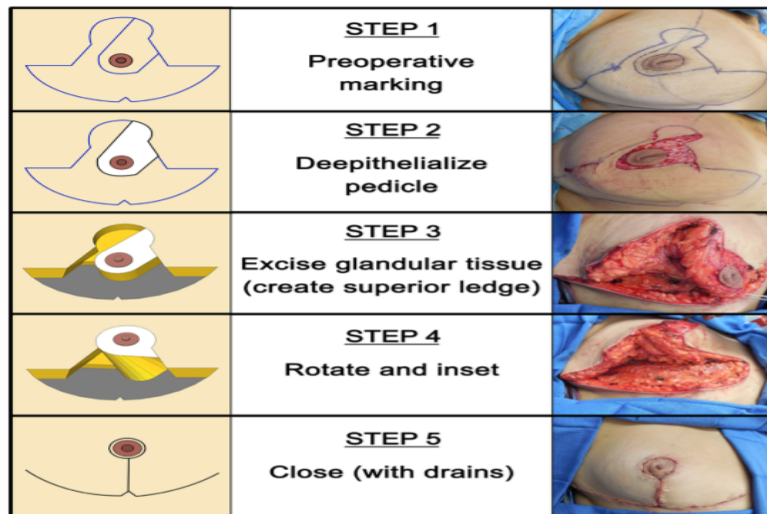 STEP 1
Preoperative
marking
STEP 2
Deepithelialize
pedicle
STEP 3
Excise glandular tissue
(create superior ledge)
STEP 4
Rotate and inset
STEP 5
Close (with drains)